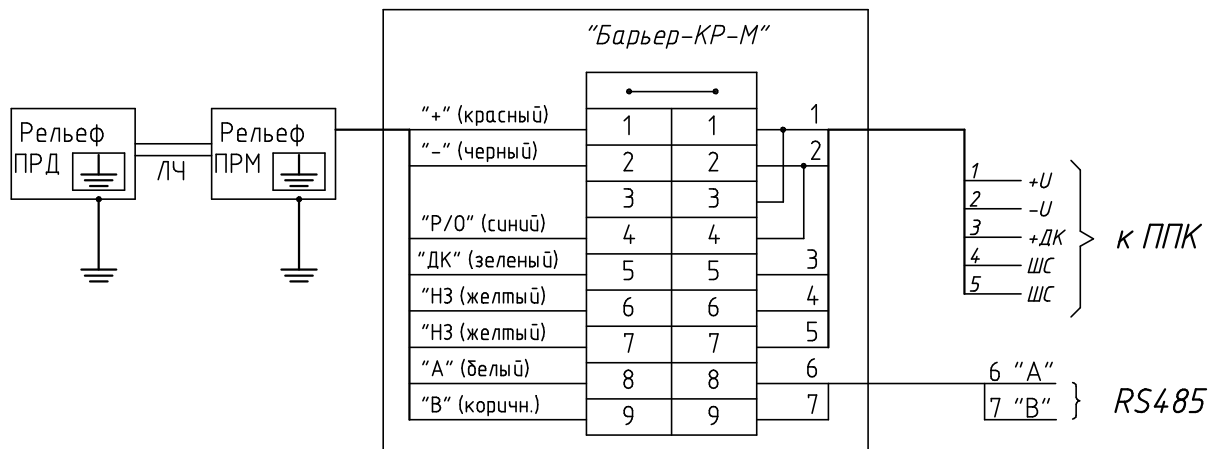 "Барьер-КР-М"
Рельеф
ПРД
ЛЧ
Рельеф
ПРМ
"+" (красный)
"-" (черный)
"Р/О" (синий)
"ДК" (зеленый)
"НЗ (желтый)
"НЗ (желтый)
"А" (белый)
"В" (коричн.)
1 1
2 2
3 3
4 4
5 5
6 6
7 7
8 8
9 9
1
2
3
4
5
6
7
1 +U
2 -U
3 +ДК
4 ШС
5 ШС
к ППК
6 "А"
7 "В"
RS485